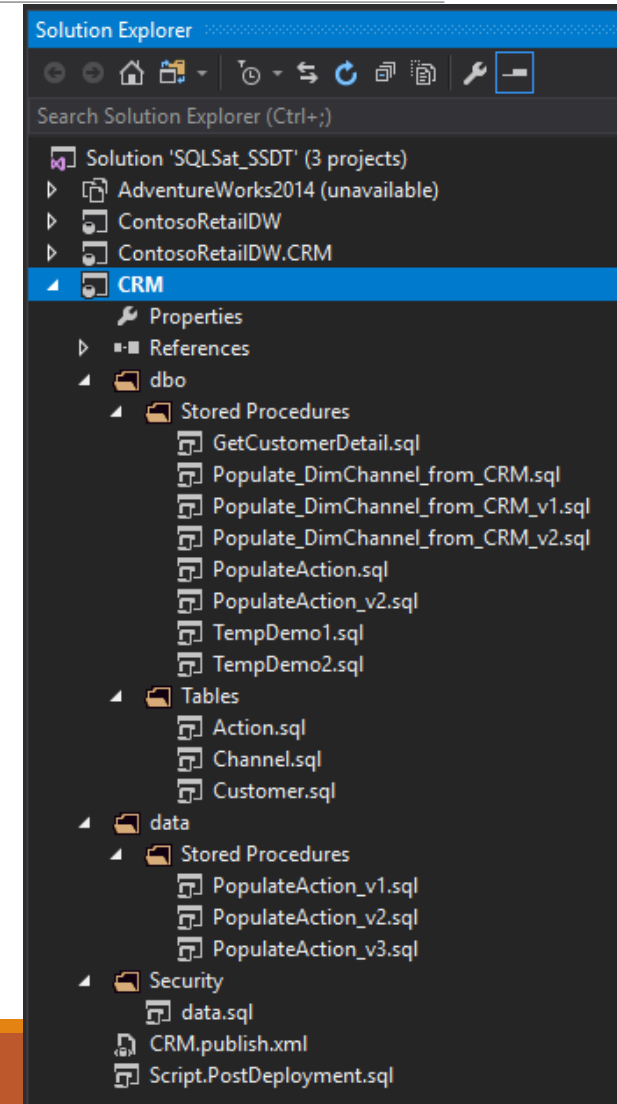 Solution Explorer
Search Solution Explorer (Ctrl+;)
Solution 'SQLSat_SSDT' (3 projects)
AdventureWorks2014 (unavailable)
ContosoRetailDW
ContosoRetailDW.CRM
CRM
Properties
References
dbo
Stored Procedures
GetCustomerDetail.sql
Populate_DimChannel_from_CRM.sql
Populate_DimChannel_from_CRM_v1.sql
Populate_DimChannel_from_CRM_v2.sql
PopulateAction.sql
PopulateAction_v2.sql
TempDemo1.sql
TempDemo2.sql
Tables
Action.sql
Channel.sql
Customer.sql
data
Stored Procedures
PopulateAction_v1.sql
PopulateAction_v2.sql
PopulateAction_v3.sql
Security
data.sql
CRM.publish.xml
Script.PostDeployment.sql